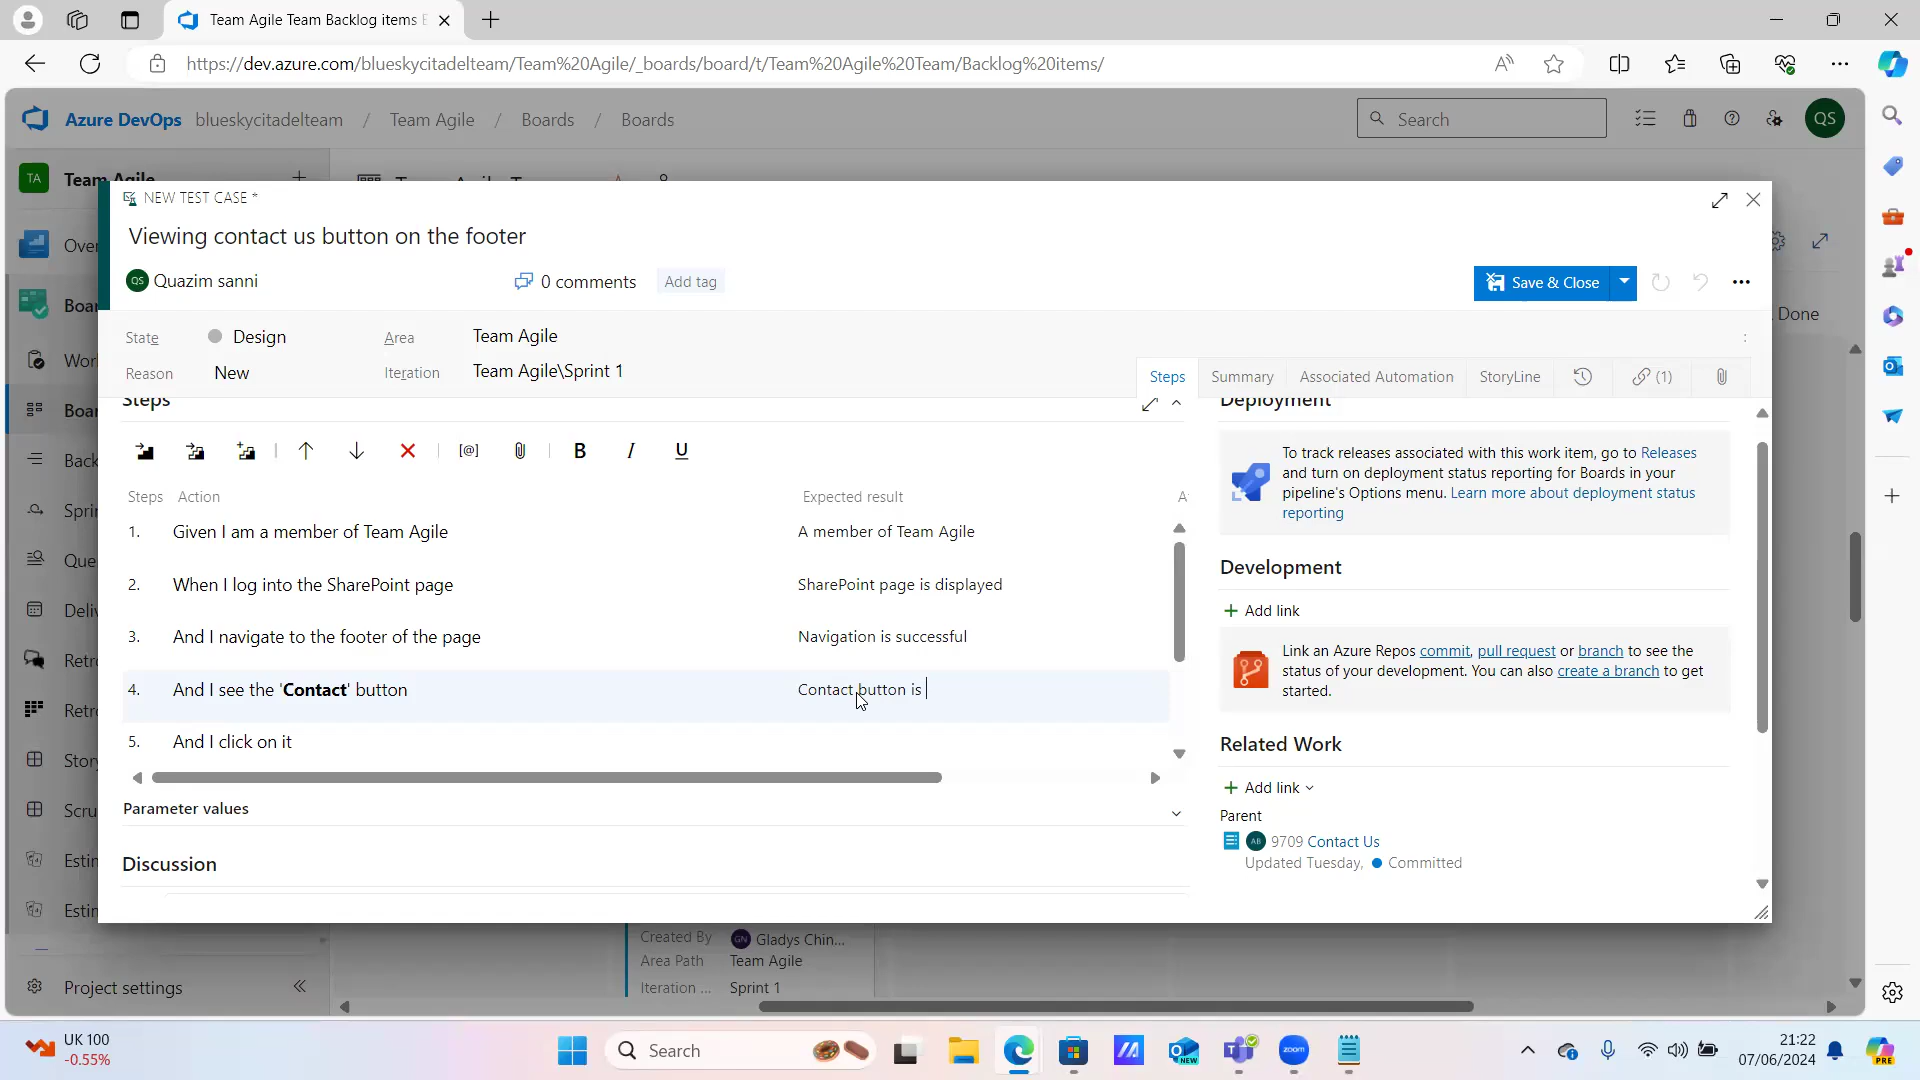 Team Agile Team Backlog items
https://dev.azure.com/blueskycitadelteam/Team%20Agile/_boards/board/t/Team%20Agile%20Team/Backlog%20items/
Azure DevOps blueskycitadelteam / Team Agile / Boards / Boards
Search
QS
TA Team Agile
NEW TEST CASE *
Viewing contact us button on the footer
QS Quazim sanni
0 comments
Add tag
Save & Close
State Design
Area Team Agile
Reason New
Iteration Team Agile\Sprint 1
Done
Steps Summary Associated Automation StoryLine (1)
Steps
[@] B I U
Steps Action Expected result
1. Given I am a member of Team Agile A member of Team Agile
2. When I log into the SharePoint page SharePoint page is displayed
3. And I navigate to the footer of the page Navigation is successful
4. And I see the 'Contact' button Contact button is
5. And I click on it
Parameter values
Discussion
Deployment
To track releases associated with this work item, go to Releases
and turn on deployment status reporting for Boards in your
pipeline's Options menu. Learn more about deployment status
reporting
Development
+ Add link
Link an Azure Repos commit, pull request or branch to see the
status of your development. You can also create a branch to get
started.
Related Work
+ Add link
Parent
AB 9709 Contact Us
Updated Tuesday, Committed
Created By GN Gladys Chin...
Area Path Team Agile
Iteration ... Sprint 1
Project settings
UK 100
-0.55%
Search
21:22
07/06/2024